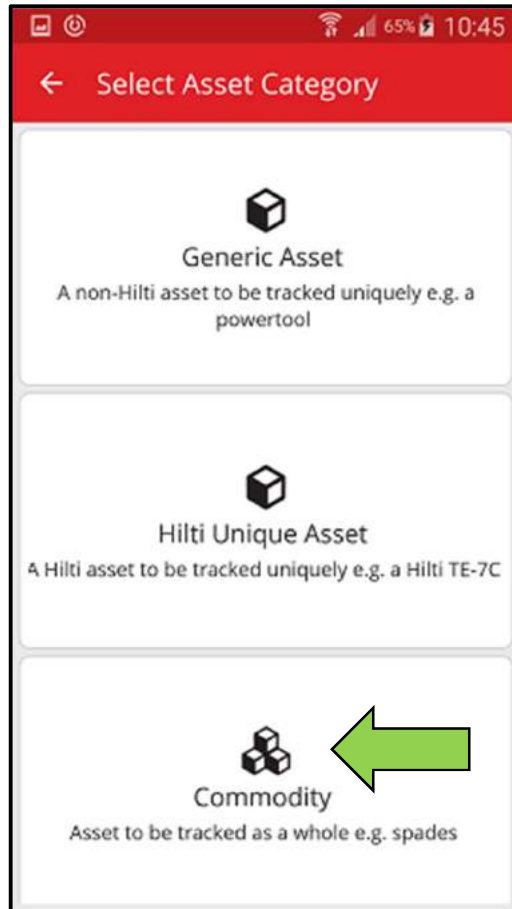 65% 10:45
Select Asset Category
Generic Asset
A non-Hilti asset to be tracked uniquely e.g. a
powertool
Hilti Unique Asset
A Hilti asset to be tracked uniquely e.g. a Hilti TE-7C
Commodity
Asset to be tracked as a whole e.g. spades